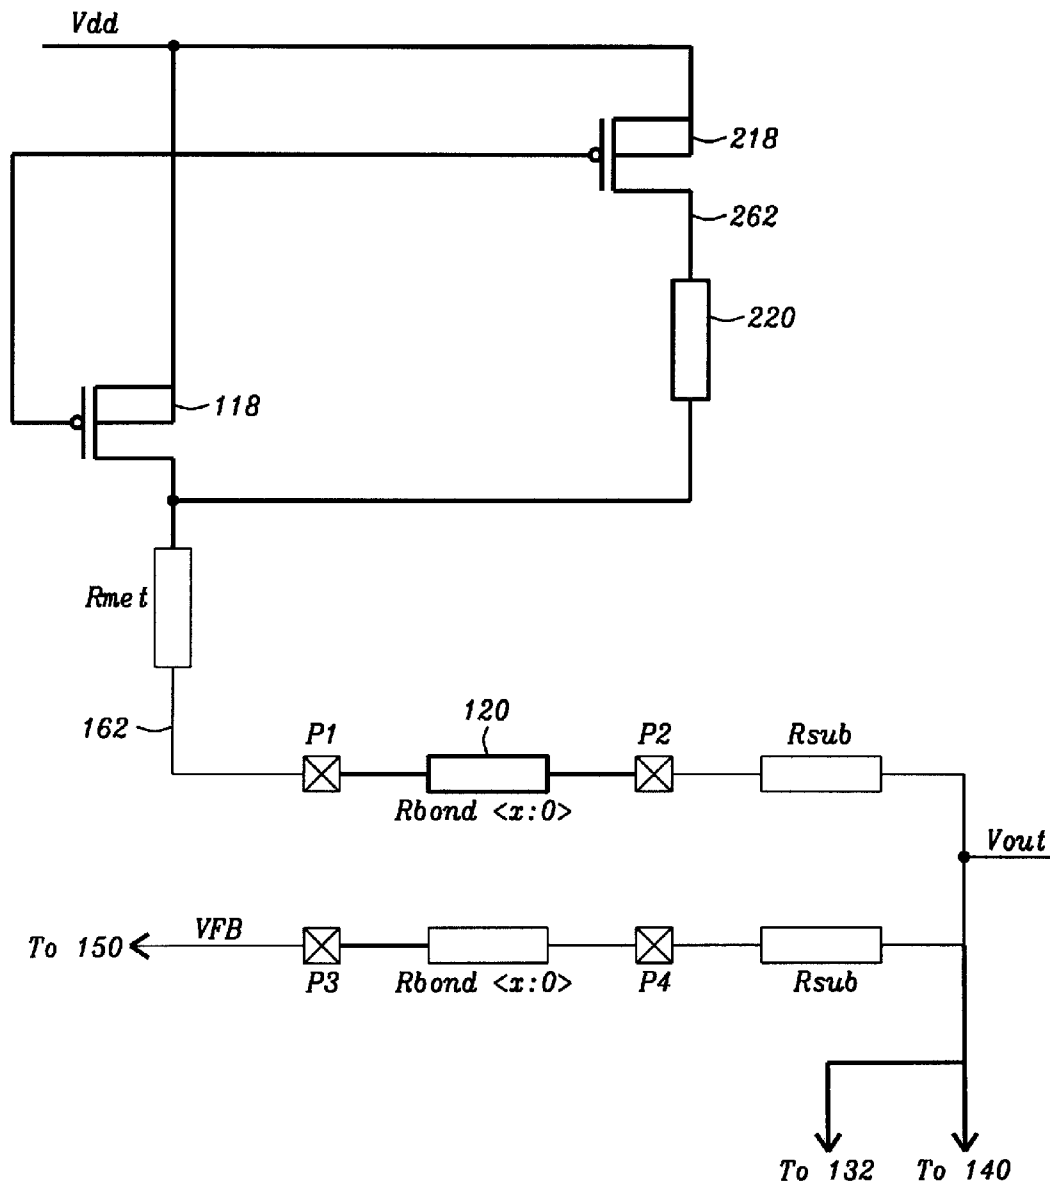 Vdd
218
262
220
118
Rmet
162
P1
120
Rbond <x:0>
P2
Rsub
Vout
To 150
VFB
P3
Rbond <x:0>
P4
Rsub
To 132
To 140